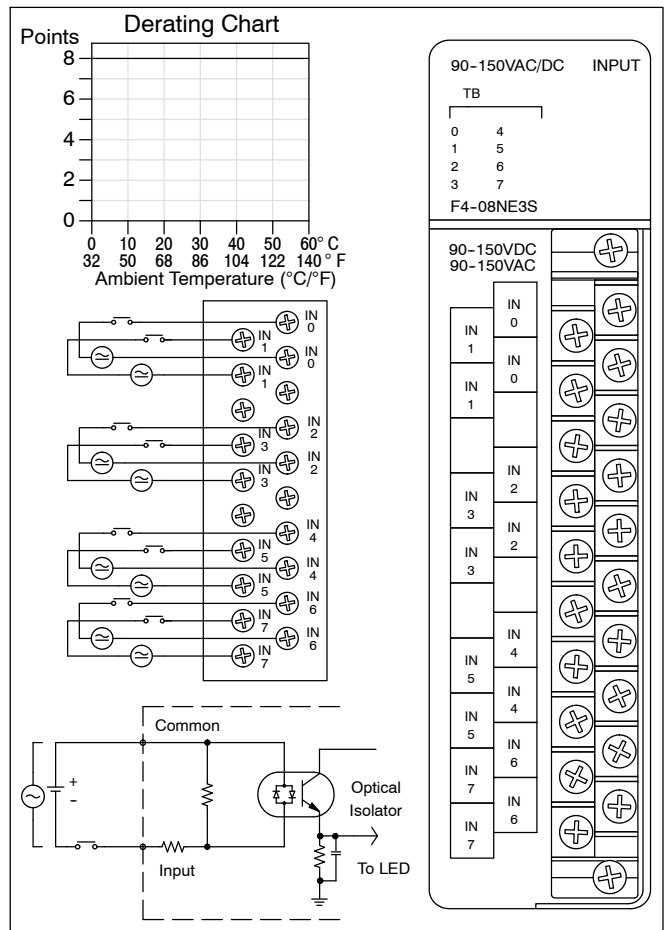 Derating Chart
Points
8
6
4
2
0
0 10 20 30 40 50 60°C
32 50 68 86 104 122 140°F
Ambient Temperature (°C/°F)
IN
0
IN
1
IN
0
IN
1
IN
2
IN
3
IN
2
IN
3
IN
4
IN
5
IN
4
IN
5
IN
6
IN
7
IN
6
IN
7
Common
+
-
Optical
Isolator
Input
To LED
90-150VAC/DC INPUT
TB
0 4
1 5
2 6
3 7
F4-08NE3S
90-150VDC
90-150VAC
IN
0
IN
1
IN
0
IN
1
IN
2
IN
3
IN
2
IN
3
IN
4
IN
5
IN
4
IN
5
IN
6
IN
7
IN
6
IN
7